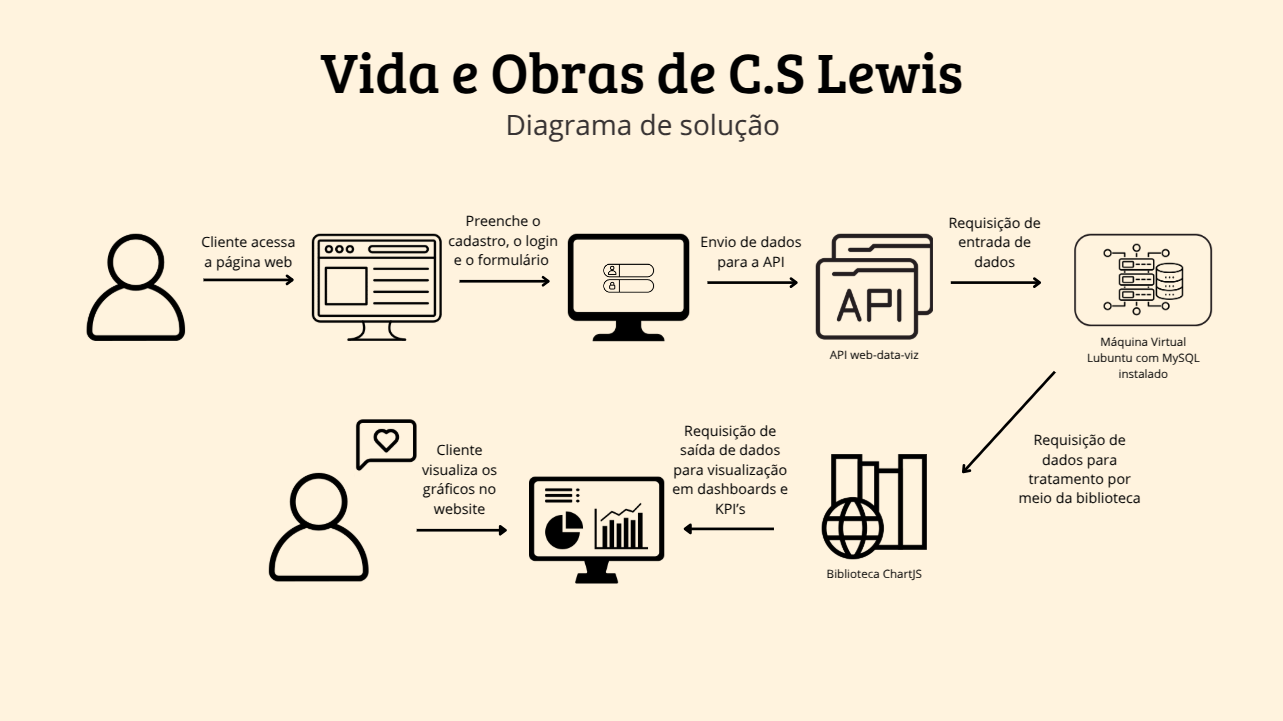 Vida e Obras de C.S Lewis
Diagrama de solução
Cliente acessa
a página web
Preenche o
cadastro, o login
e o formulário
Envio de dados
para a API
API
API web-data-viz
Requisição de
entrada de
dados
Máquina Virtual
Lubuntu com MySQL
instalado
Requisição de
dados para
tratamento por
meio da biblioteca
Biblioteca ChartJS
Requisição de
saída de dados
para visualização
em dashboards e
KPI's
Cliente
visualiza os
gráficos no
website